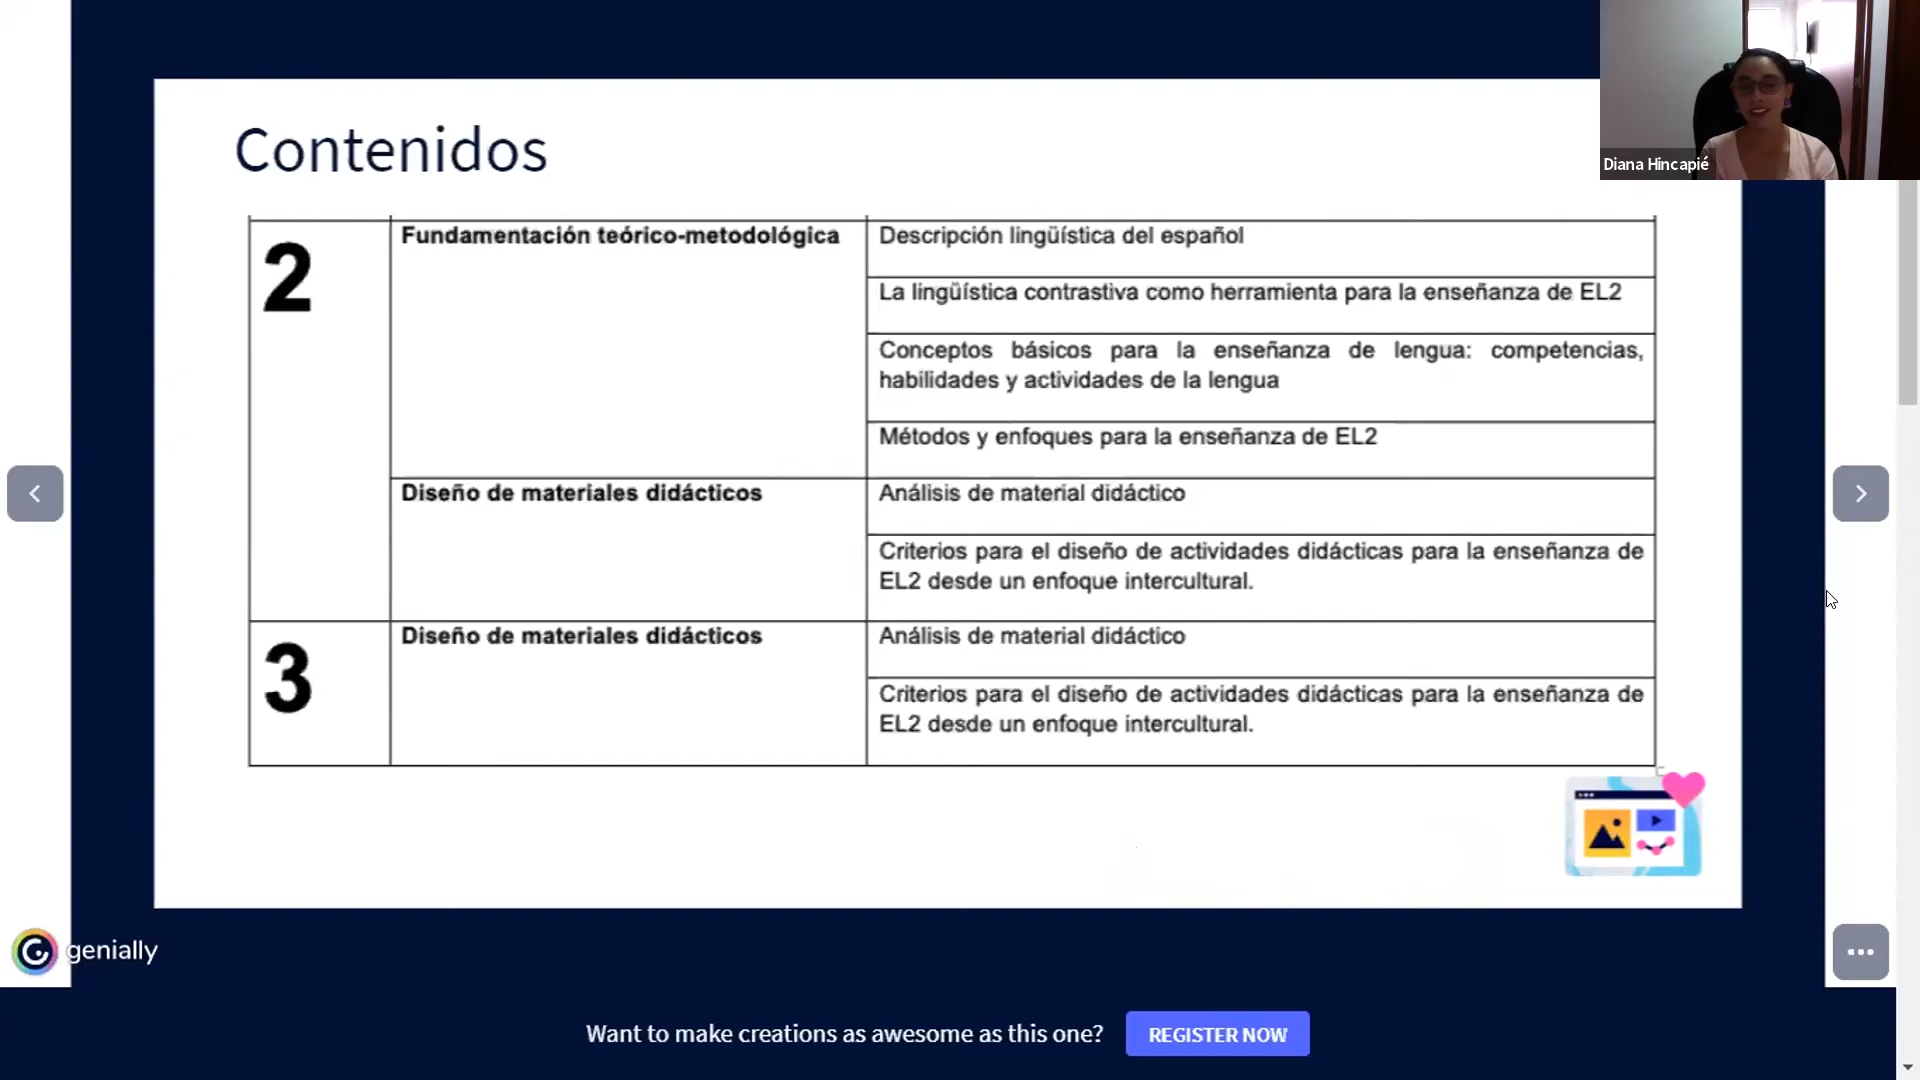 Diana Hincapié
Contenidos
2
Fundamentación teórico-metodológica
Descripción lingüística del español
La lingüística contrastiva como herramienta para la enseñanza de EL2
Conceptos básicos para la enseñanza de lengua: competencias,
habilidades y actividades de la lengua
Métodos y enfoques para la enseñanza de EL2
Diseño de materiales didácticos
Análisis de material didáctico
Criterios para el diseño de actividades didácticas para la enseñanza de
EL2 desde un enfoque intercultural.
3
Diseño de materiales didácticos
Análisis de material didáctico
Criterios para el diseño de actividades didácticas para la enseñanza de
EL2 desde un enfoque intercultural.
genially
Want to make creations as awesome as this one?
REGISTER NOW